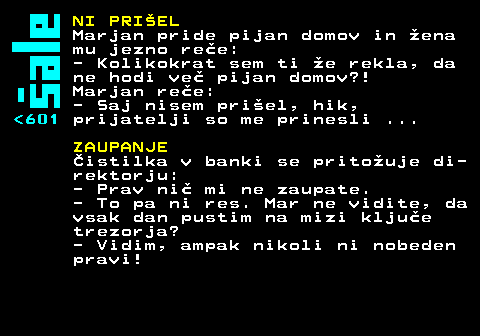 šale
<601
NI PRIŠEL
Marjan pride pijan domov in žena
mu jezno reče:
- Kolikokrat sem ti že rekla, da
ne hodi več pijan domov?!
Marjan reče:
- Saj nisem prišel, hik,
prijatelji so me prinesli ...
ZAUPANJE
Čistilka v banki se pritožuje di-
rektorju:
- Prav nič mi ne zaupate.
- To pa ni res. Mar ne vidite, da
vsak dan pustim na mizi ključe
trezorja?
- Vidim, ampak nikoli ni nobeden
pravi!